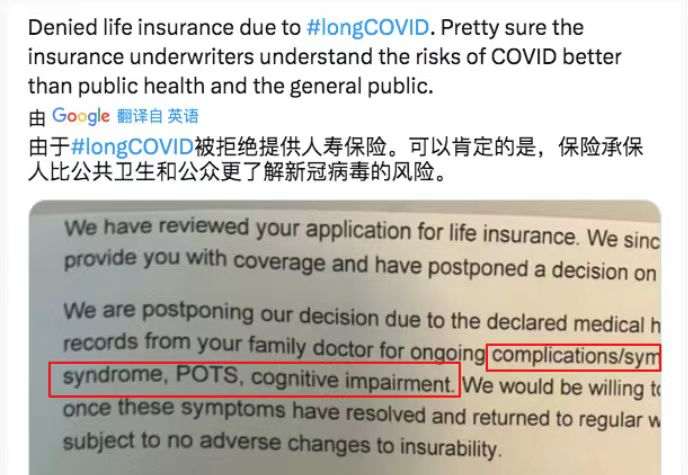 Denied life insurance due to #longCOVID. Pretty sure the
insurance underwriters understand the risks of COVID better
than public health and the general public.
由 Google 翻译自 英语
由于#longCOVID被拒绝提供人寿保险。可以肯定的是，保险承保
人比公共卫生和公众更了解新冠病毒的风险。
We have reviewed your application for life insurance. We sinc
provide you with coverage and have postponed a decision on
We are postponing our decision due to the declared medical h
records from your family doctor for ongoing complications/sym
syndrome, POTS, cognitive impairment. We would be willing to
once these symptoms have resolved and returned to regular w
subject to no adverse changes to insurability.